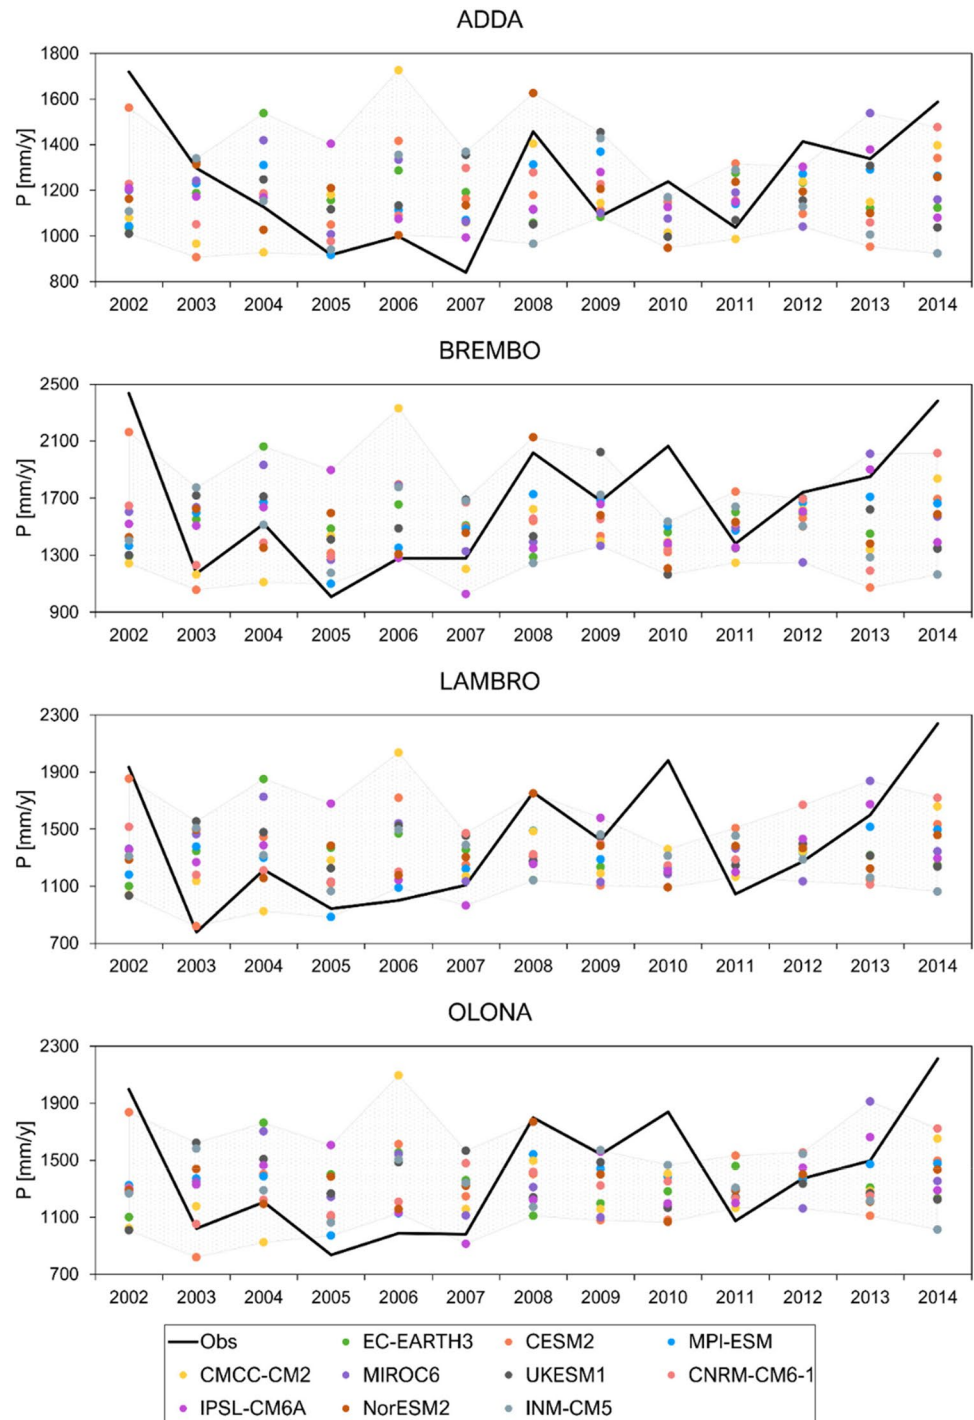 ADDA
P [mm/y]
1800
1600
1400
1200
1000
800
2002 2003 2004 2005 2006 2007 2008 2009 2010 2011 2012 2013 2014
BREMBO
P [mm/y]
2500
2100
1700
1300
900
2002 2003 2004 2005 2006 2007 2008 2009 2010 2011 2012 2013 2014
LAMBRO
P [mm/y]
2300
1900
1500
1100
700
2002 2003 2004 2005 2006 2007 2008 2009 2010 2011 2012 2013 2014
OLONA
P [mm/y]
2300
1900
1500
1100
700
2002 2003 2004 2005 2006 2007 2008 2009 2010 2011 2012 2013 2014
Obs EC-EARTH3 CESM2 MPI-ESM
CMCC-CM2 MIROC6 UKESM1 CNRM-CM6-1
IPSL-CM6A NorESM2 INM-CM5